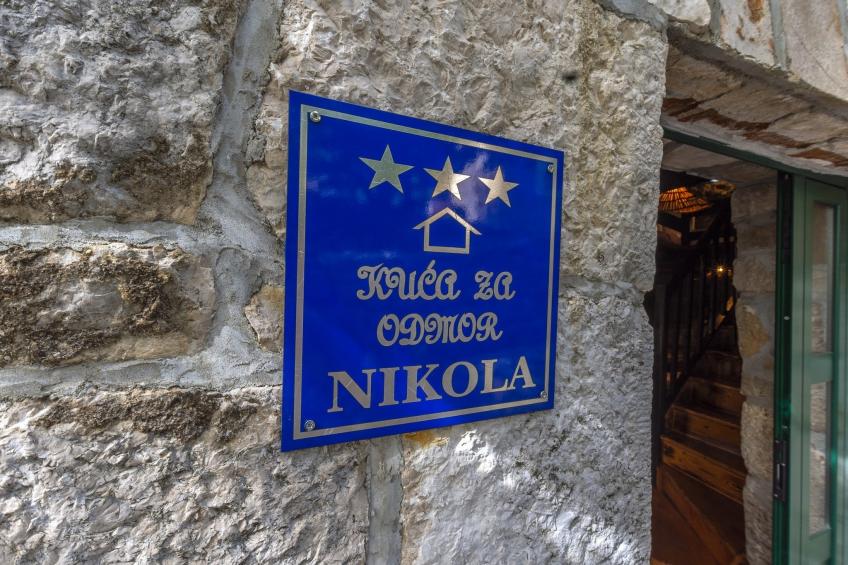 Kuća za
ODMOR
NIKOLA